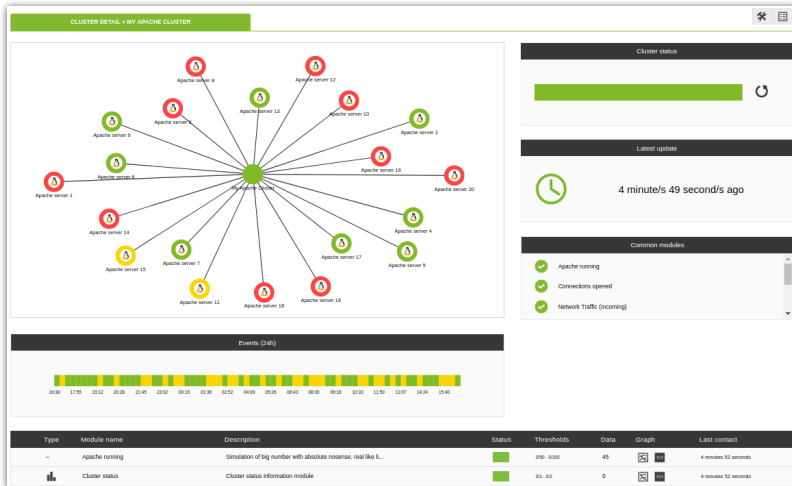 CLUSTER DETAIL » MY APACHE CLUSTER
Apache server 8
Apache server 12
Apache server 13
Apache server 10
Apache server
Apache server 2
Apache server 9
Apache server 16
Apache server 6
My Apache Cluster
Apache server 20
Apache server 1
Apache server 4
Apache server 14
Apache server 17
Apache server 7
Apache server 5
Apache server 15
Apache server 11
Apache server 19
Apache server 18
Cluster status
Latest update
4 minute/s 49 second/s ago
Common modules
Apache running
Connections opened
Network Traffic (Incoming)
Events (24h)
16:38 17:55 19:12 20:28 21:45 23:02 00:19 01:36 02:52 04:09 05:26 06:43 08:00 09:16 10:33 11:50 13:07 14:24 15:40
Type Module name Description Status Thresholds Data Graph Last contact
Apache running Simulation of big number with absolute nosense, real like li... 0/50 - 0/100 45 4 minutes 52 seconds
Cluster status Cluster status information module 0/1 - 0/2 0 4 minutes 52 seconds